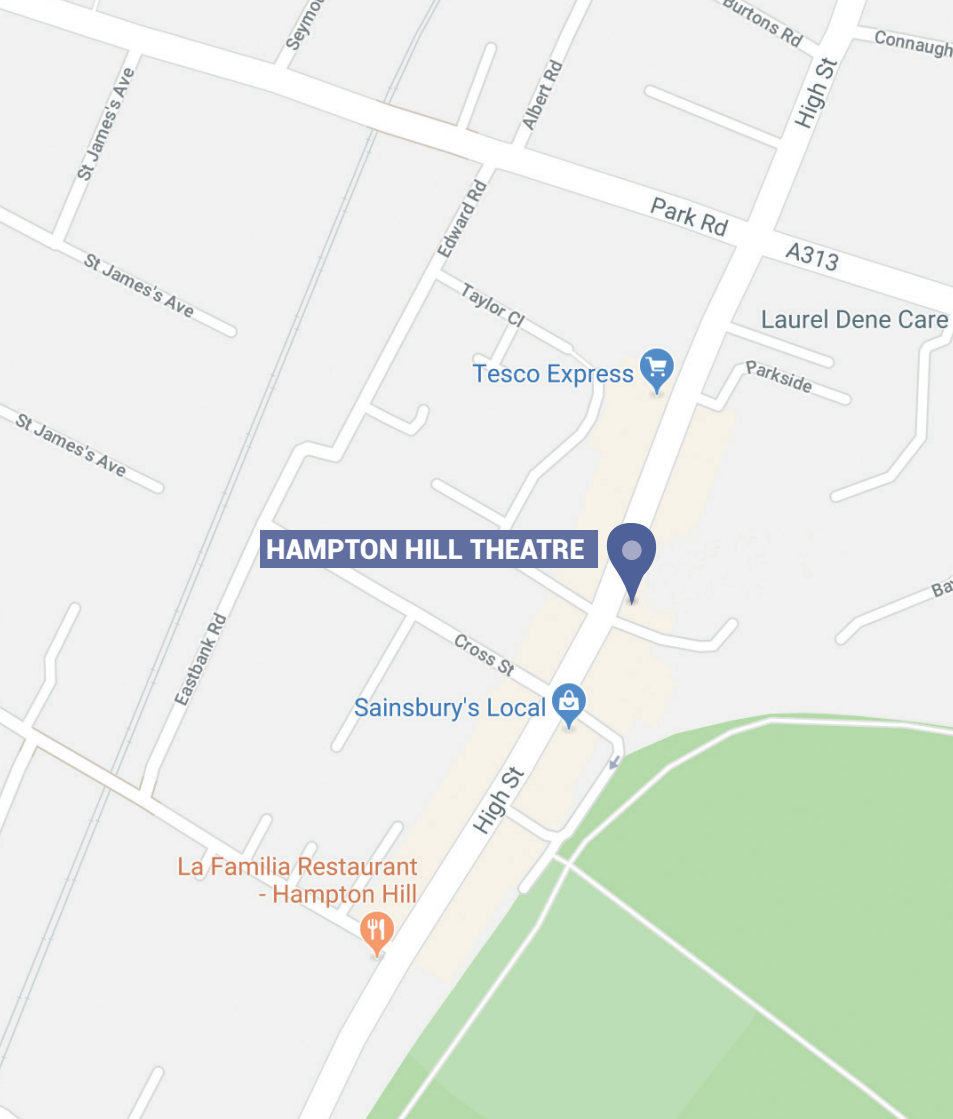 Seymou
Burtons Rd
Connaugh
High St
Albert Rd
St James's Ave
Edward Rd
Park Rd
A313
St James's Ave
Taylor Cl
Laurel Dene Care
Tesco Express
Parkside
St James's Ave
HAMPTON HILL THEATRE
Ba
Eastbank Rd
Cross St
Sainsbury's Local
High St
La Familia Restaurant
- Hampton Hill